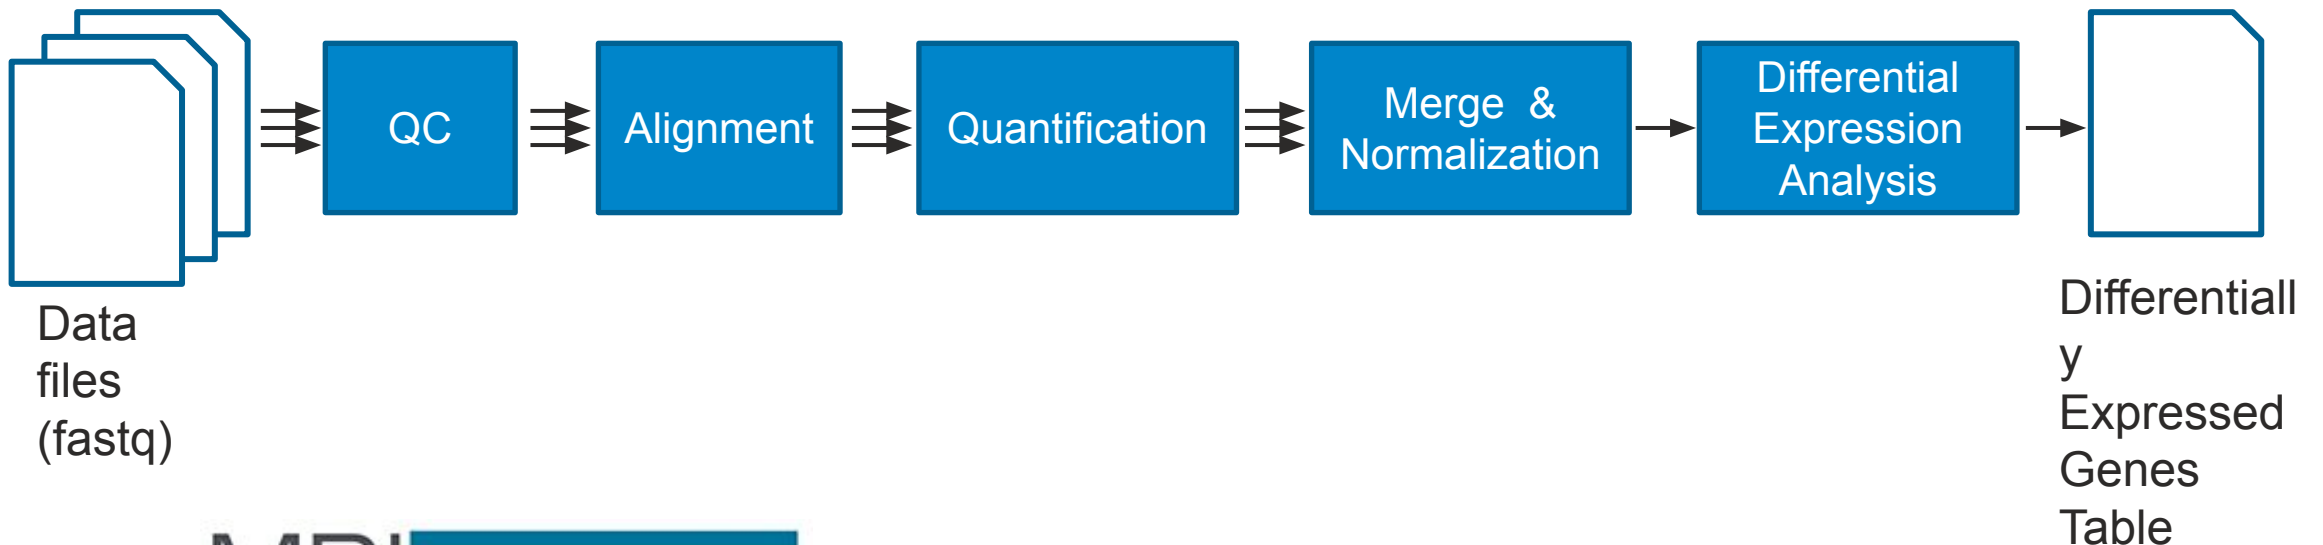 QC
Alignment
Quantification
Merge &
Normalization
Differential
Expression
Analysis
Data
files
(fastq)
Differentiall
y
Expressed
Genes
Table